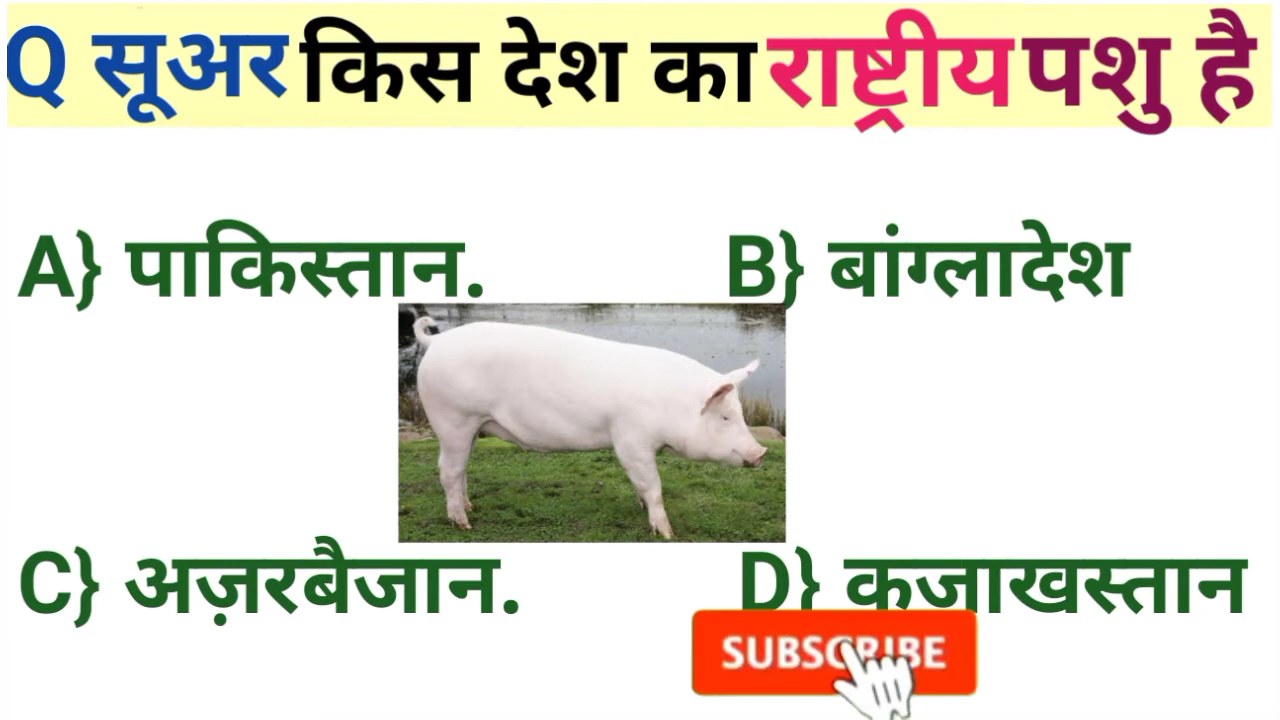 Q सूअर किस देश का राष्ट्रीय पशु है
A} पाकिस्तान. B} बांग्लादेश
C} अज़रबैजान. D} कजाखस्तान
SUBSCRIBE